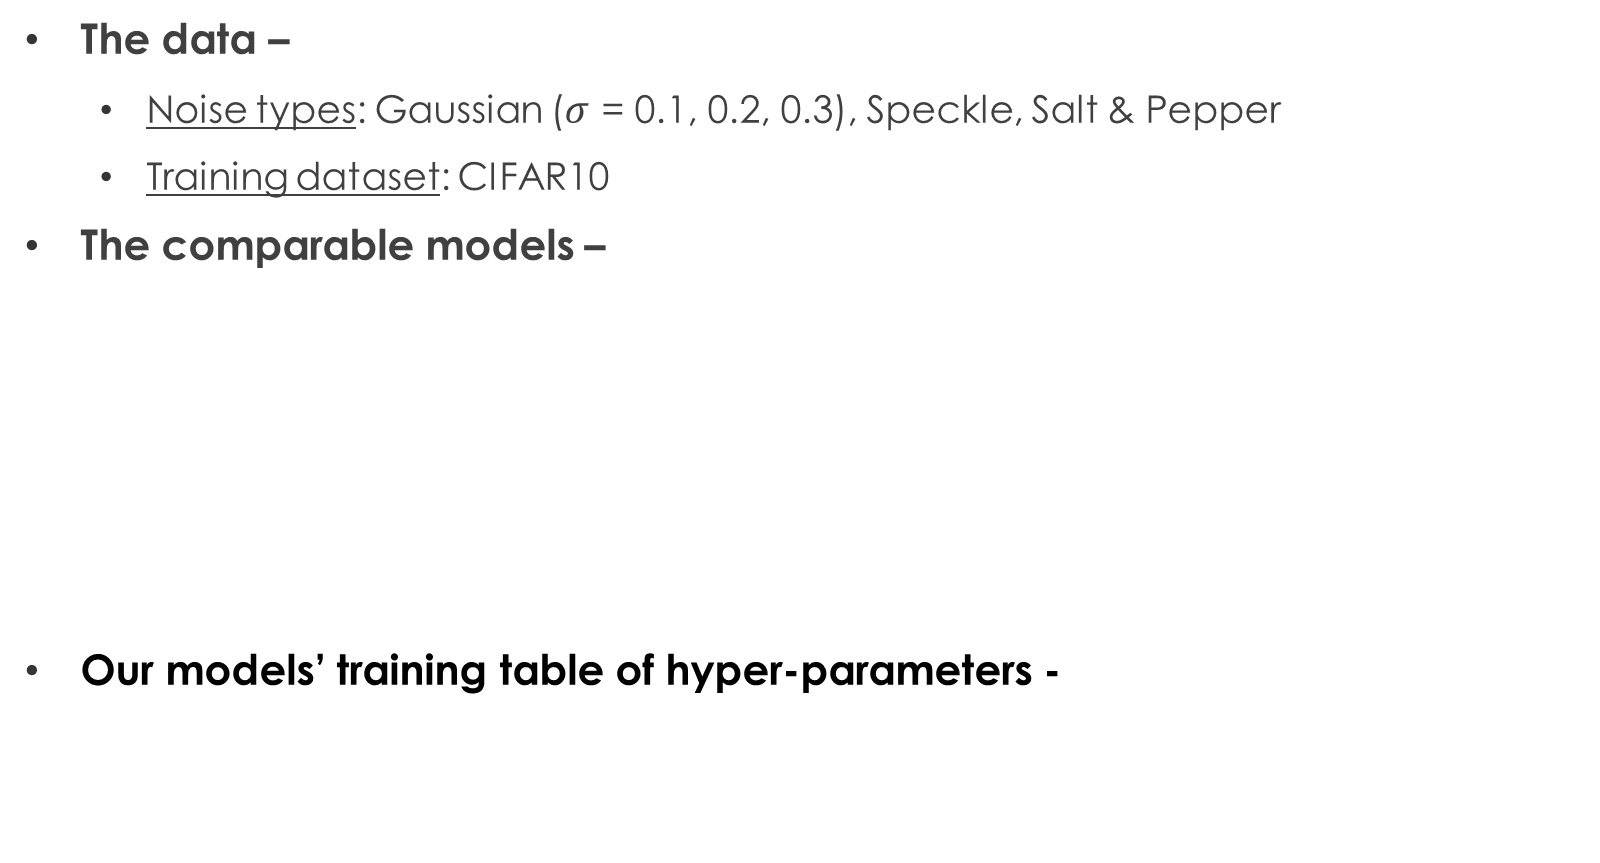 • The data –
• Noise types: Gaussian (𝜎 = 0.1, 0.2, 0.3), Speckle, Salt & Pepper
• Training dataset: CIFAR10
• The comparable models –
• Our models’ training table of hyper-parameters -